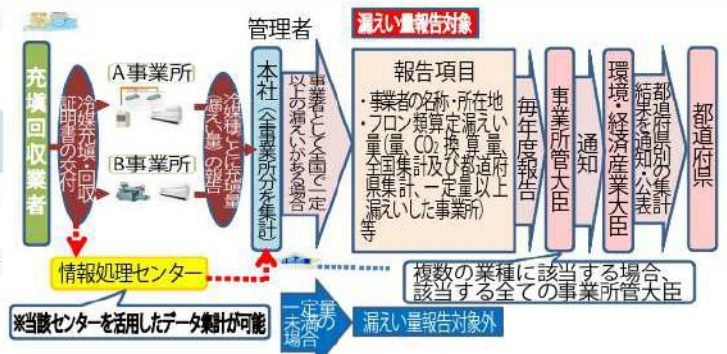 管理者
漏えい量報告対象
充塡回収業者
冷媒充塡・回収
証明書の交付
A事業所
B事業所
冷媒種ごとに充塡量
(漏えい量)の報告
本社(全事業所分を集計)
事業者として全国で一定
以上の漏えいがある場合
報告項目
・事業者の名称・所在地
・フロン類算定漏えい
量(量、CO₂換算量、
全国集計及び都道府
県集計、一定量以上
漏えいした事業所)
等
毎年度報告
事業所管大臣
通知
環境・経済産業大臣
都道府県別の集計
結果を通知・公表
都道府県
情報処理センター
※当該センターを活用したデータ集計が可能
複数の業種に該当する場合、
該当する全ての事業所管大臣
一定量の
未満の
場合
漏えい量報告対象外